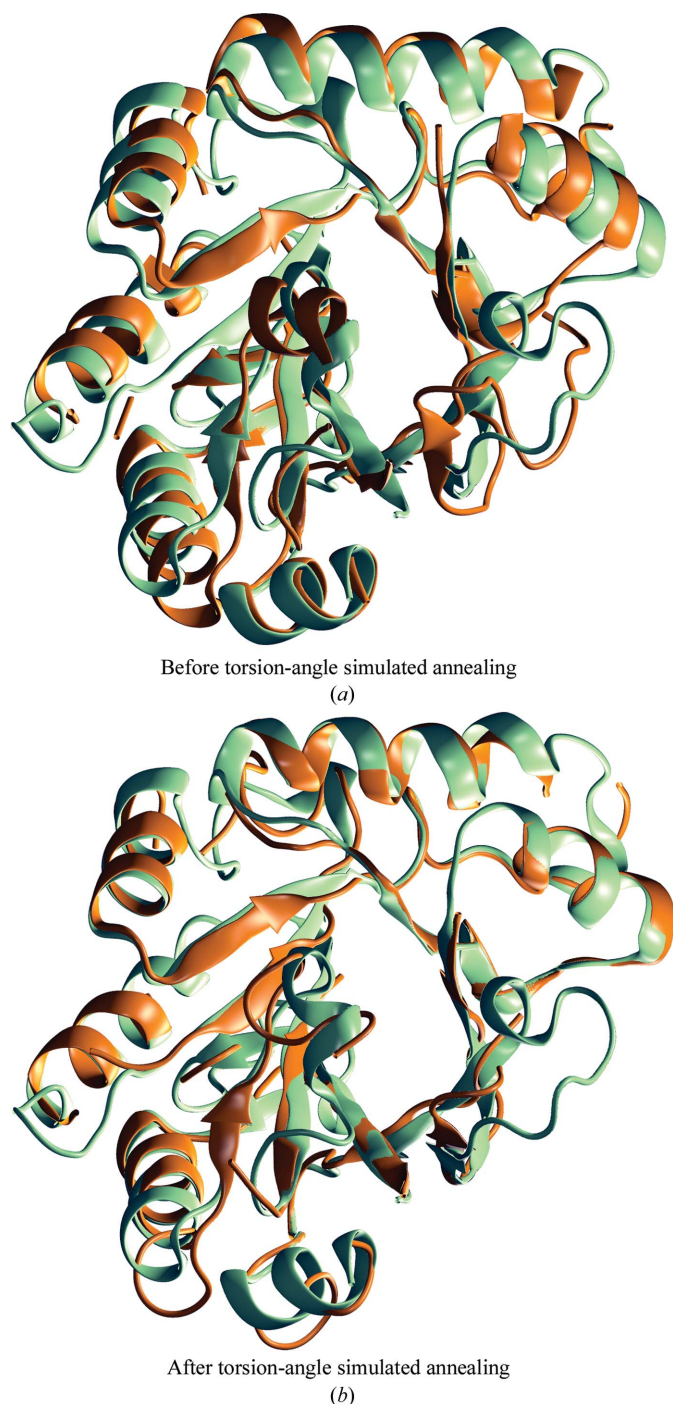 Before torsion-angle simulated annealing
(a)
After torsion-angle simulated annealing
(b)